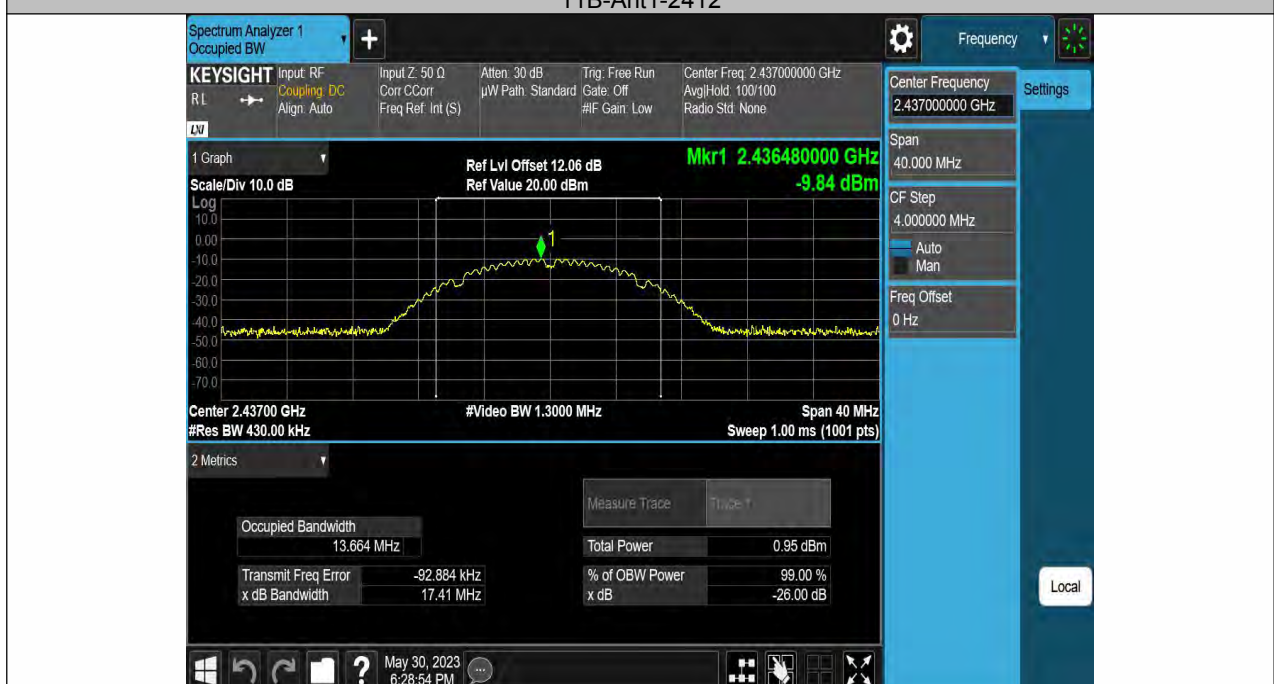 11B-Ant1-2412
Spectrum Analyzer 1
Occupied BW
Frequency
KEYSIGHT
RL
LXI
Input: RF
Coupling: DC
Align: Auto
Input Z: 50 Ω
Corr CCorr
Freq Ref: Int (S)
Atten: 30 dB
µW Path: Standard
Trig: Free Run
Gate: Off
#IF Gain: Low
Center Freq: 2.437000000 GHz
Avg|Hold: 100/100
Radio Std: None
Center Frequency
2.437000000 GHz
Settings
Span
40.000 MHz
CF Step
4.000000 MHz
Auto
Man
Freq Offset
0 Hz
1 Graph
Scale/Div 10.0 dB
Ref Lvl Offset 12.06 dB
Ref Value 20.00 dBm
Mkr1 2.436480000 GHz
-9.84 dBm
Log
10.0
0.00
-10.0
-20.0
-30.0
-40.0
-50.0
-60.0
-70.0
1
Center 2.43700 GHz
#Res BW 430.00 kHz
#Video BW 1.3000 MHz
Span 40 MHz
Sweep 1.00 ms (1001 pts)
2 Metrics
Measure Trace Trace 1
Occupied Bandwidth
13.664 MHz
Total Power 0.95 dBm
Transmit Freq Error -92.884 kHz
% of OBW Power 99.00 %
x dB Bandwidth 17.41 MHz
x dB -26.00 dB
Local
May 30, 2023
6:28:54 PM